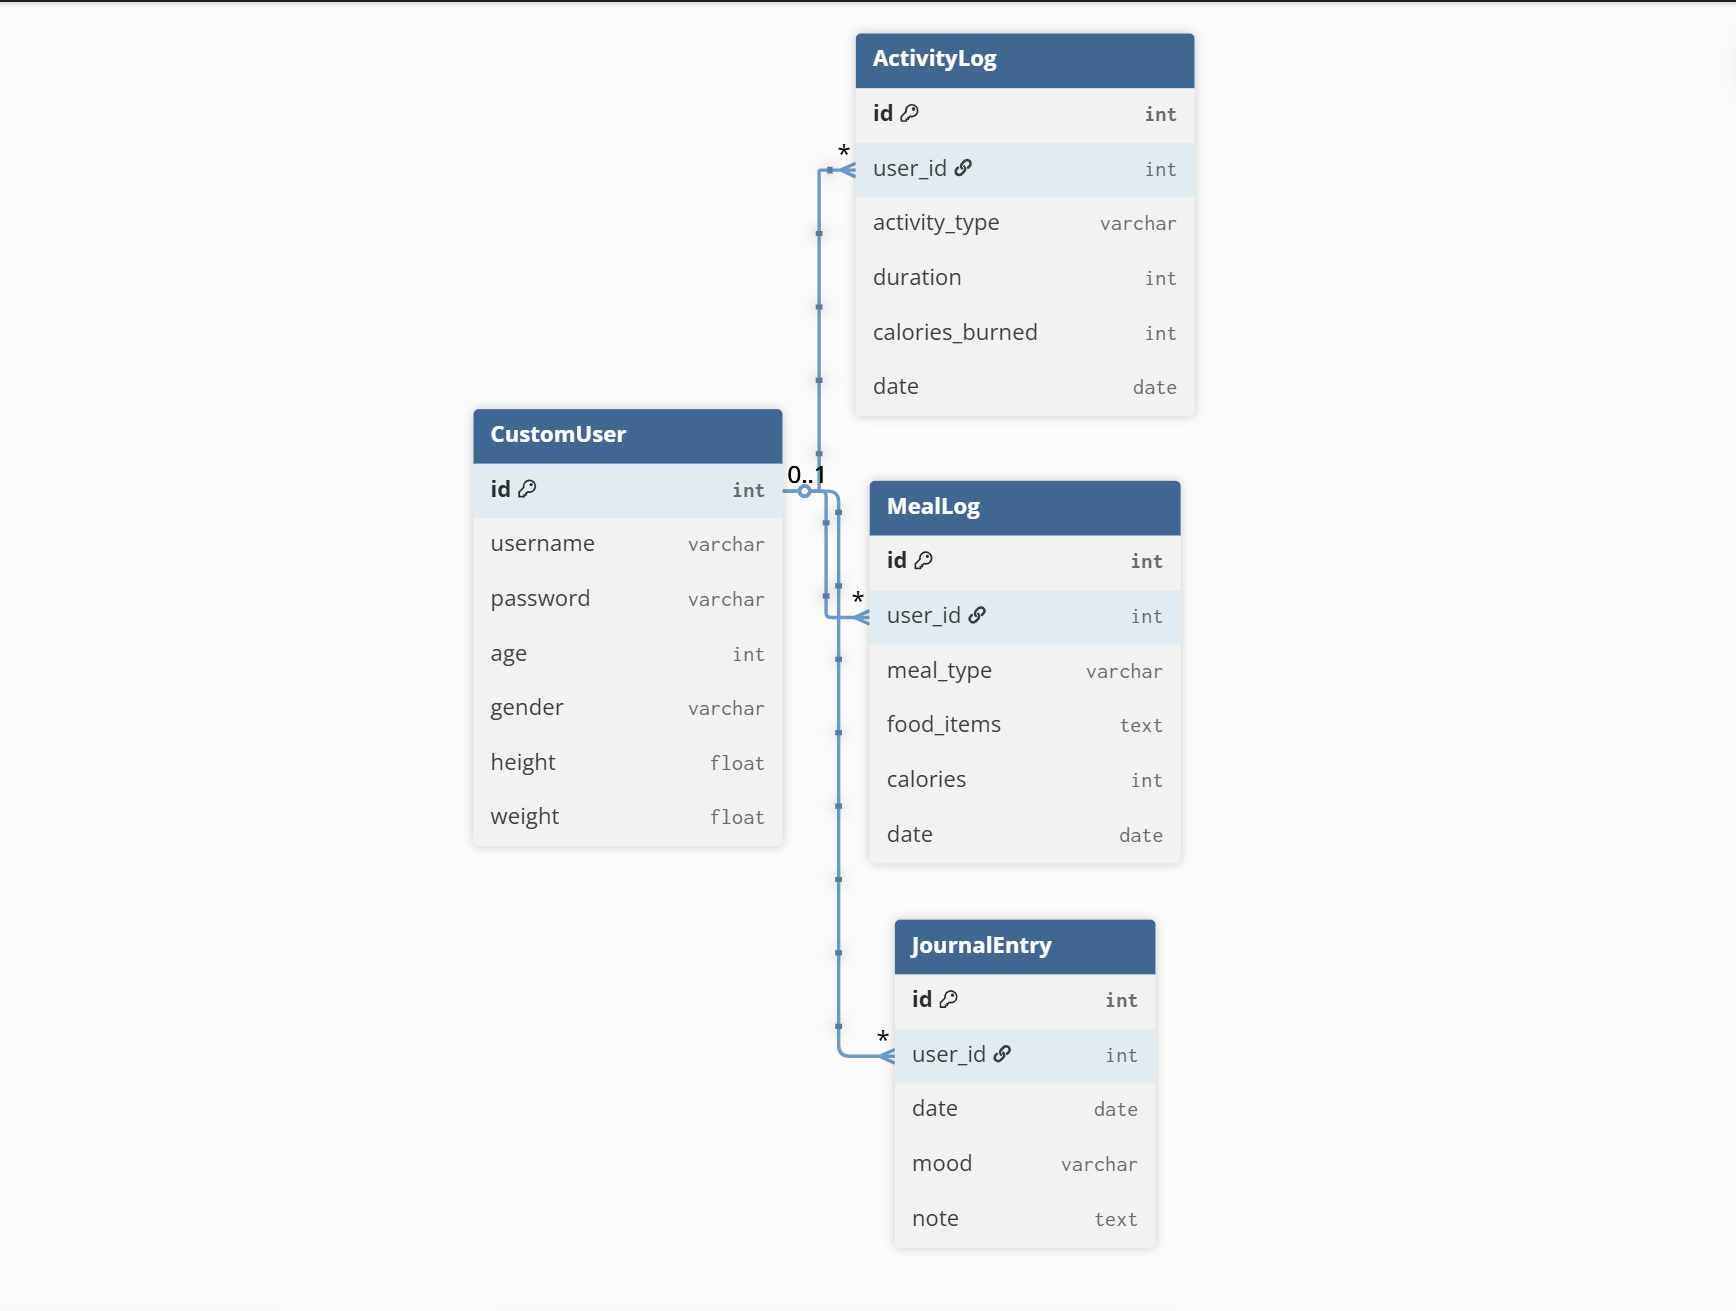 ActivityLog
id int
user_id int
activity_type varchar
duration int
calories_burned int
date date
*
CustomUser
id int
username varchar
password varchar
age int
gender varchar
height float
weight float
0..1
MealLog
id int
user_id int
meal_type varchar
food_items text
calories int
date date
*
JournalEntry
id int
user_id int
date date
mood varchar
note text
*